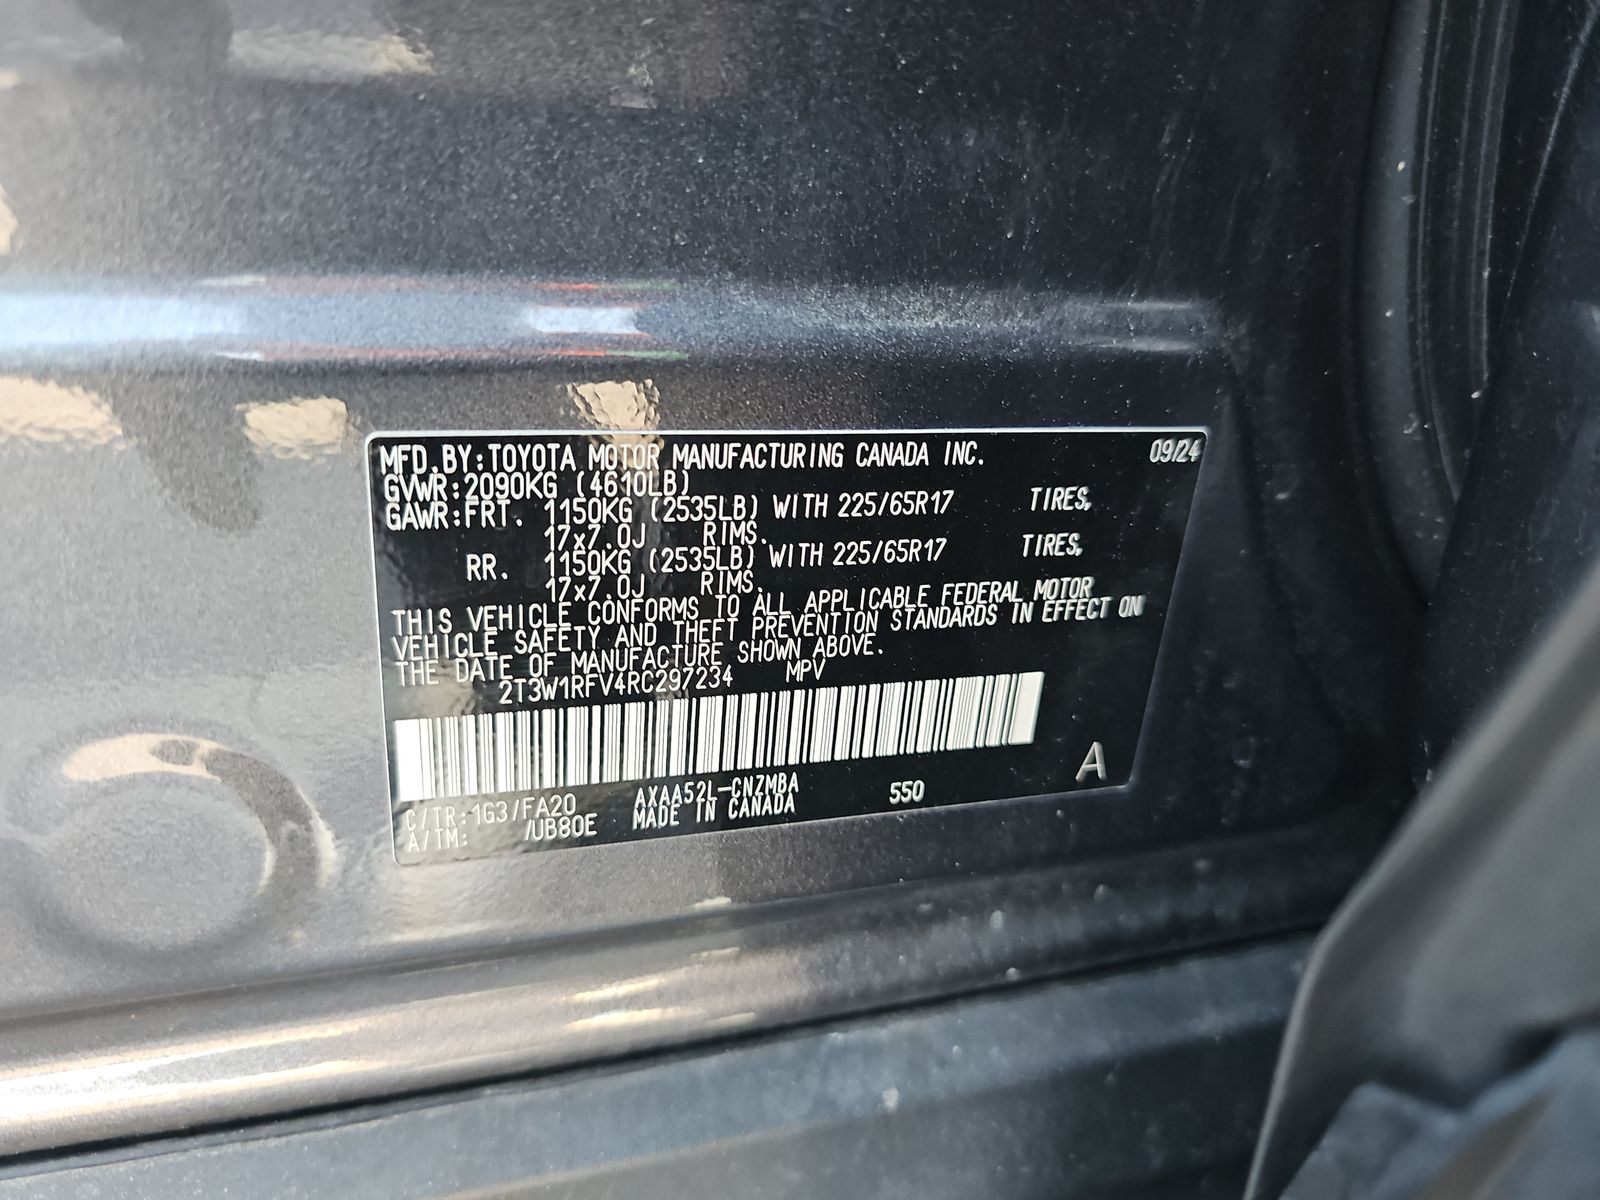 MFD.BY:TOYOTA MOTOR MANUFACTURING CANADA INC. 09/24
GVWR:2090KG (4610LB)
GAWR:FRT. 1150KG (2535LB) WITH 225/65R17 TIRES,
17x7.0J RIMS.
RR. 1150KG (2535LB) WITH 225/65R17 TIRES,
17x7.0J RIMS.
THIS VEHICLE CONFORMS TO ALL APPLICABLE FEDERAL MOTOR
VEHICLE SAFETY AND THEFT PREVENTION STANDARDS IN EFFECT ON
THE DATE OF MANUFACTURE SHOWN ABOVE.
2T3W1RFV4RC297234 MPV
A
C/TR:1G3/FA20 AXAA52L-CNZMBA 550
A/TM: /UB80E MADE IN CANADA